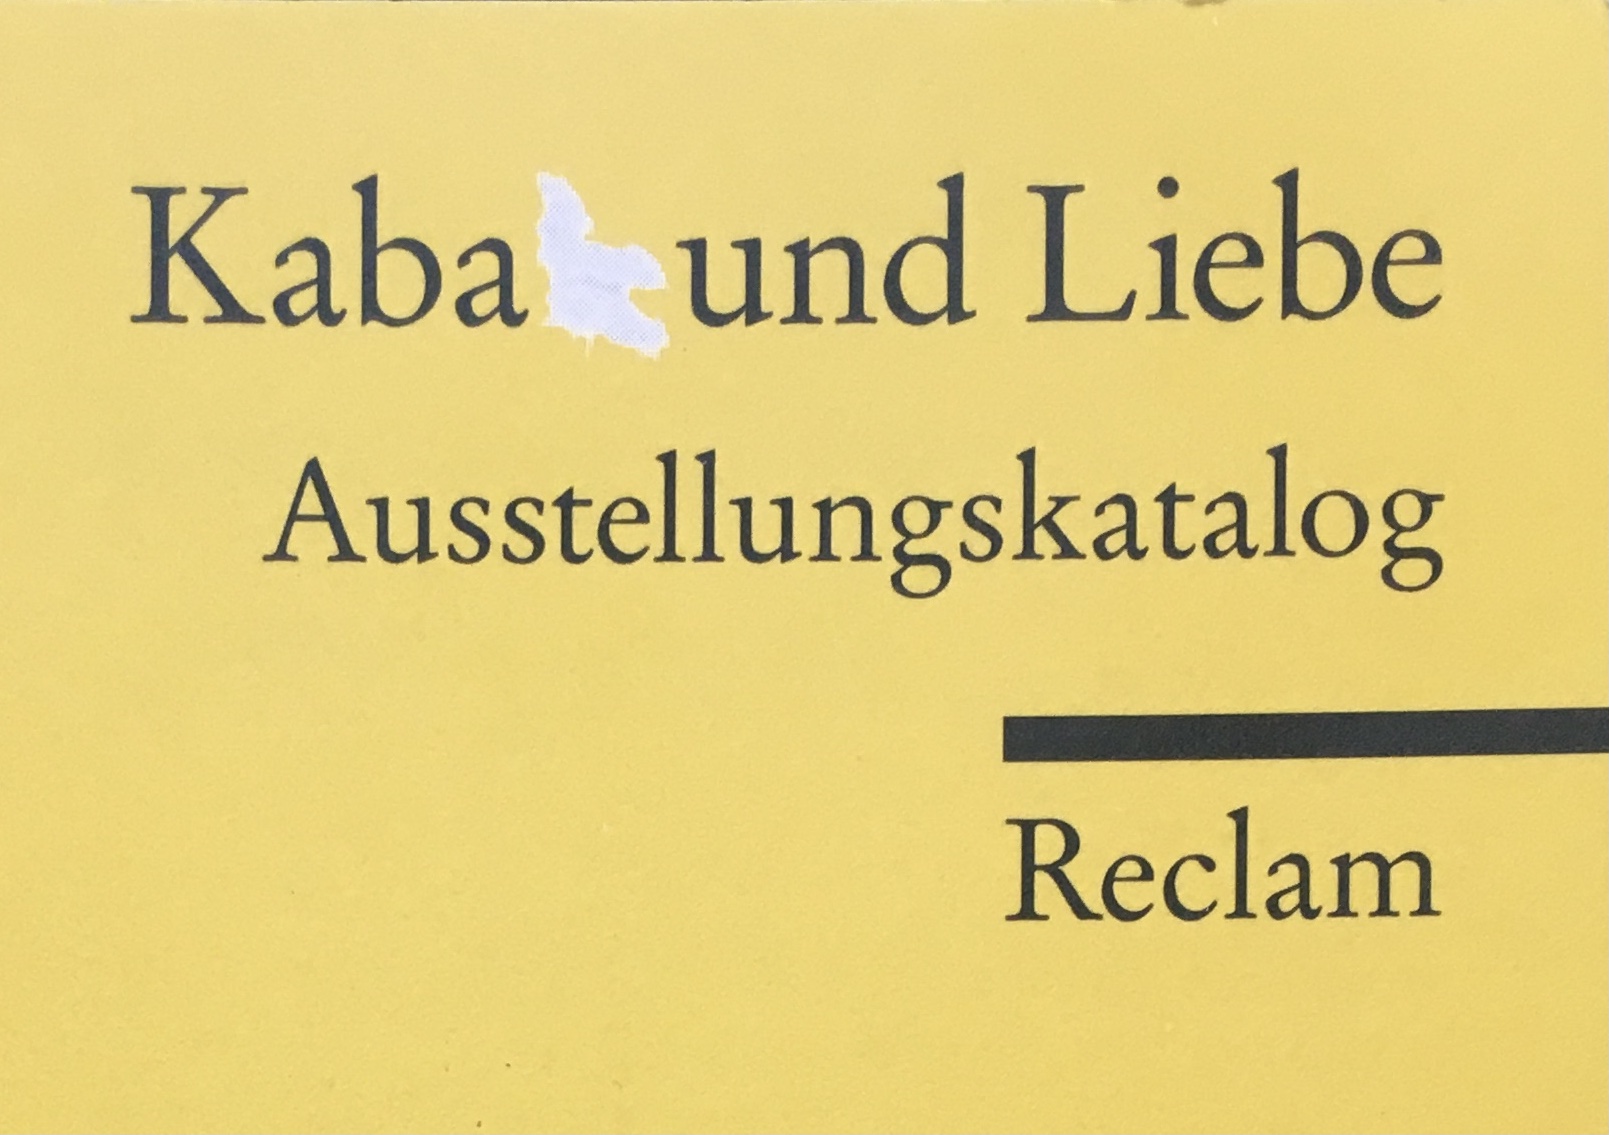 Kaba und Liebe
Ausstellungskatalog
Reclam